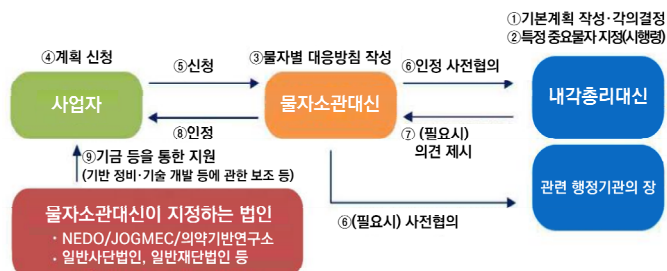 ①기본계획 작성·각의결정
②특정 중요물자 지정(시행령)
④계획 신청
⑤신청
③물자별 대응방침 작성
⑥인정 사전협의
사업자
물자소관대신
내각총리대신
⑧인정
⑦ (필요시)
의견 제시
⑨기금 등을 통한 지원
(기반 정비·기술 개발 등에 관한 보조 등)
관련 행정기관의 장
물자소관대신이 지정하는 법인
· NEDO/JOGMEC/의약기반연구소
· 일반사단법인, 일반재단법인 등
⑥(필요시) 사전협의